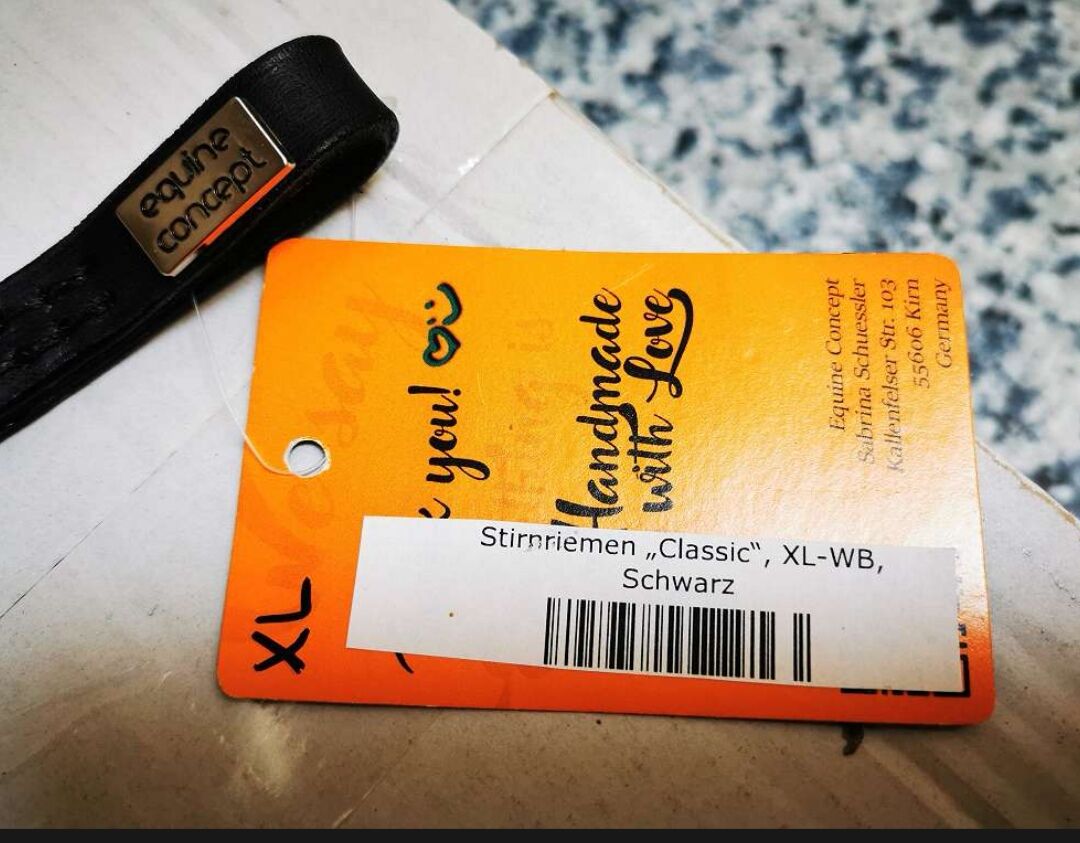 equine
concept
XL
you!
Handmade
with Love
Equine Concept
Sabrina Schuessler
Kallenfelser Str. 103
55606 Kirn
Germany
Stirnriemen „Classic“, XL-WB,
Schwarz